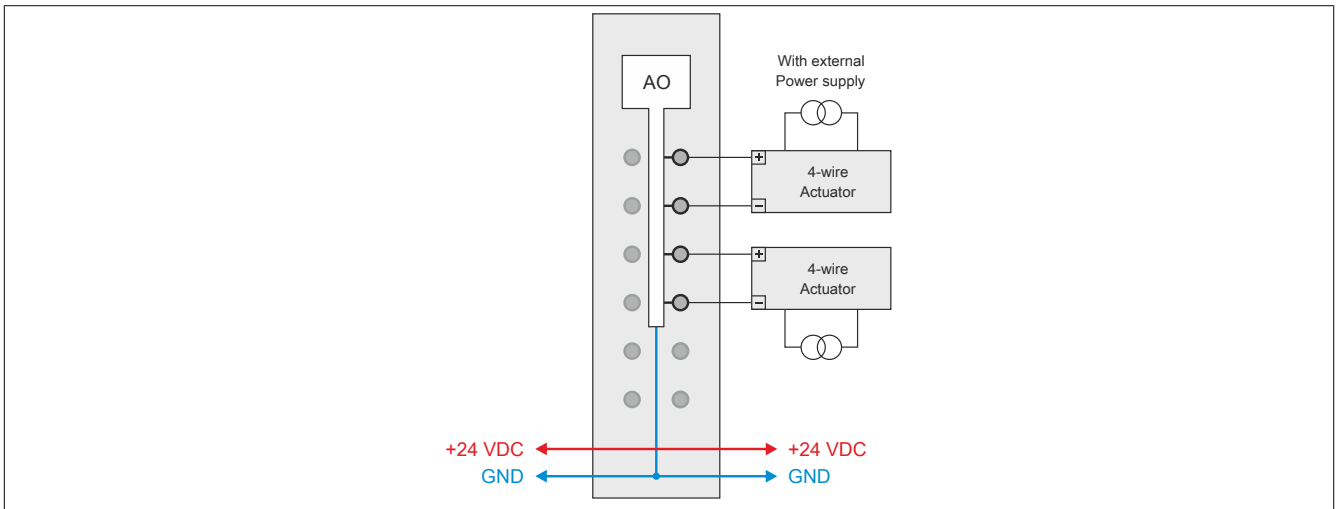 AO
With external
Power supply
+
4-wire
Actuator
−
+
4-wire
Actuator
−
+24 VDC
+24 VDC
GND
GND